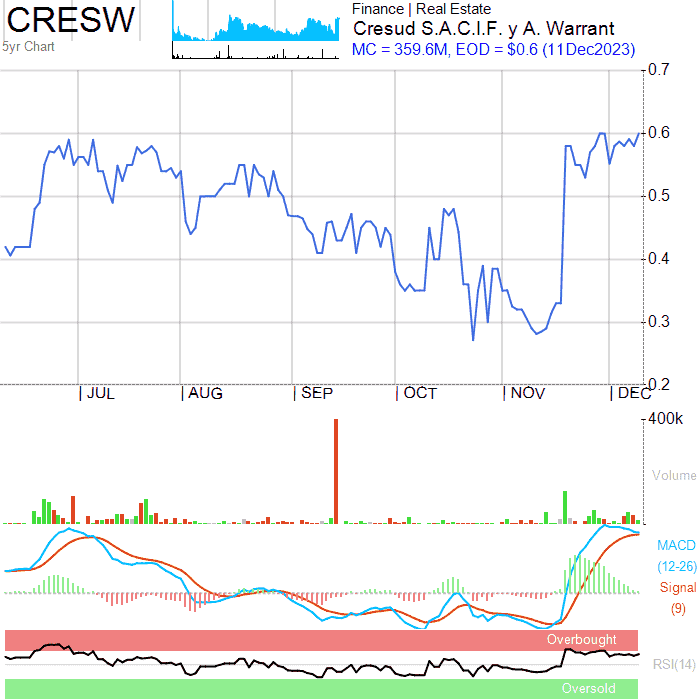 CRESW
5yr Chart
Finance | Real Estate
Cresud S.A.C.I.F. y A. Warrant
MC = 359.6M, EOD = $0.6 (11Dec2023)
0.7
0.6
0.5
0.4
0.3
0.2
|JUL |AUG |SEP |OCT |NOV |DEC
400k
Volume
MACD
(12-26)
Signal
(9)
Overbought
RSI(14)
Oversold